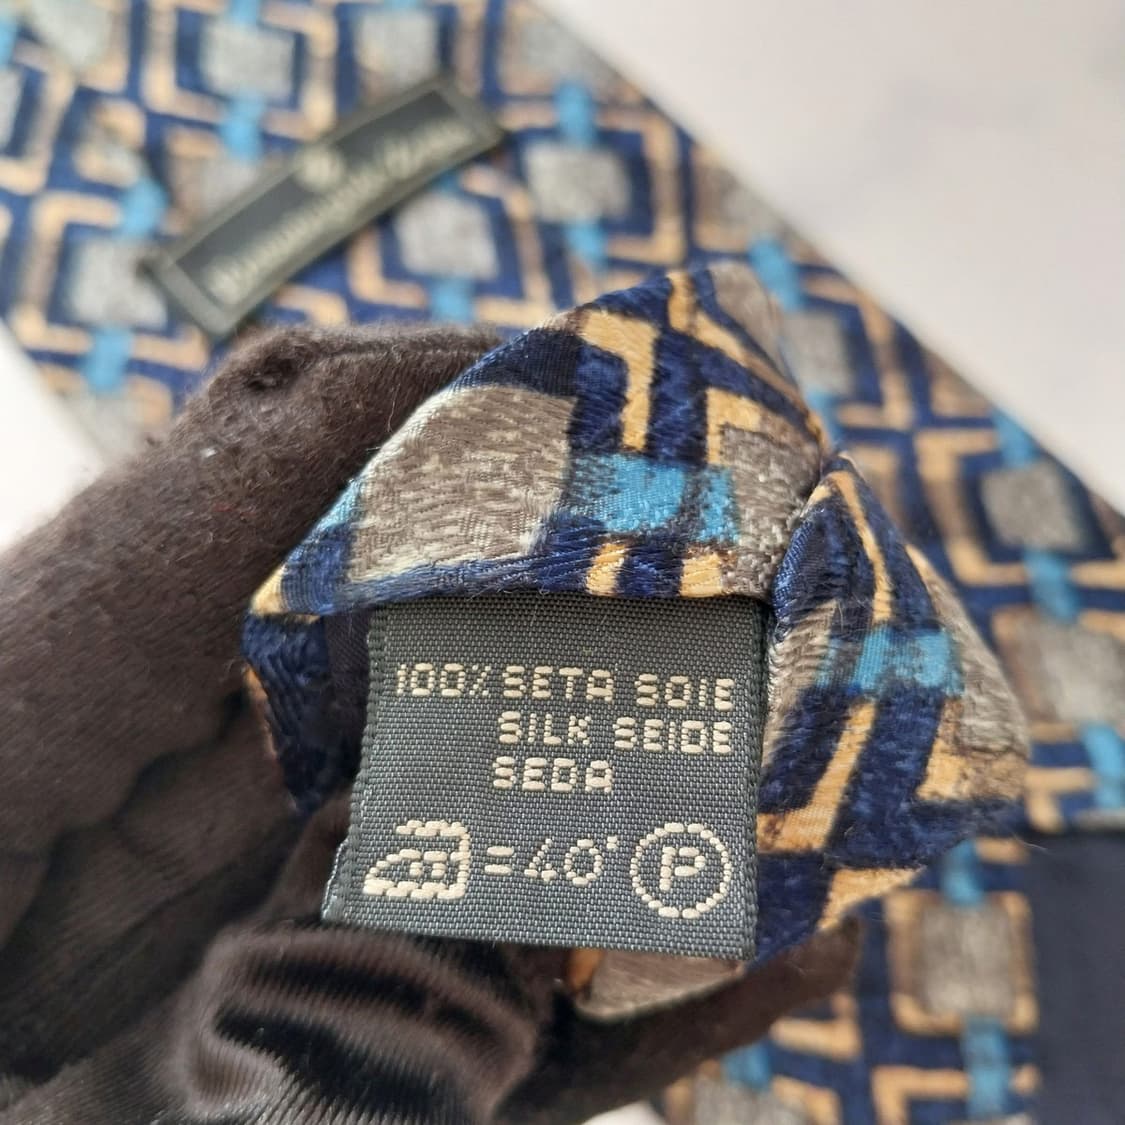 100% SETA SOIE
SILK SEIDE
SEDA
=40° P